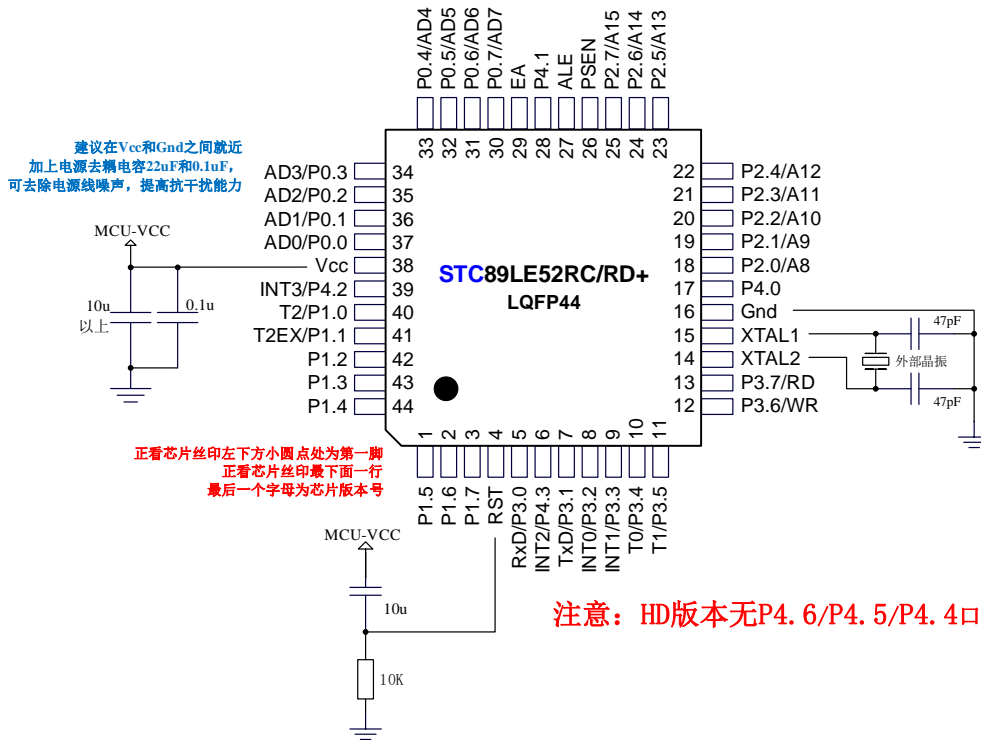 P0.4/AD4
P0.5/AD5
P0.6/AD6
P0.7/AD7
EA
P4.1
ALE
PSEN
P2.7/A15
P2.6/A14
P2.5/A13
33
32
31
30
29
28
27
26
25
24
23
建议在Vcc和Gnd之间就近
加上电源去耦电容22uF和0.1uF,
可去除电源线噪声，提高抗干扰能力
AD3/P0.3 34
AD2/P0.2 35
AD1/P0.1 36
AD0/P0.0 37
Vcc 38
INT3/P4.2 39
T2/P1.0 40
T2EX/P1.1 41
P1.2 42
P1.3 43
P1.4 44
MCU-VCC
10u
以上
0.1u
STC89LE52RC/RD+
LQFP44
22 P2.4/A12
21 P2.3/A11
20 P2.2/A10
19 P2.1/A9
18 P2.0/A8
17 P4.0
16 Gnd
15 XTAL1
14 XTAL2
13 P3.7/RD
12 P3.6/WR
47pF
外部晶振
47pF
正看芯片丝印左下方小圆点处为第一脚
正看芯片丝印最下面一行
最后一个字母为芯片版本号
1
2
3
4
5
6
7
8
9
10
11
P1.5
P1.6
P1.7
RST
RxD/P3.0
INT2/P4.3
TxD/P3.1
INT0/P3.2
INT1/P3.3
T0/P3.4
T1/P3.5
MCU-VCC
10u
10K
注意：HD版本无P4.6/P4.5/P4.4口